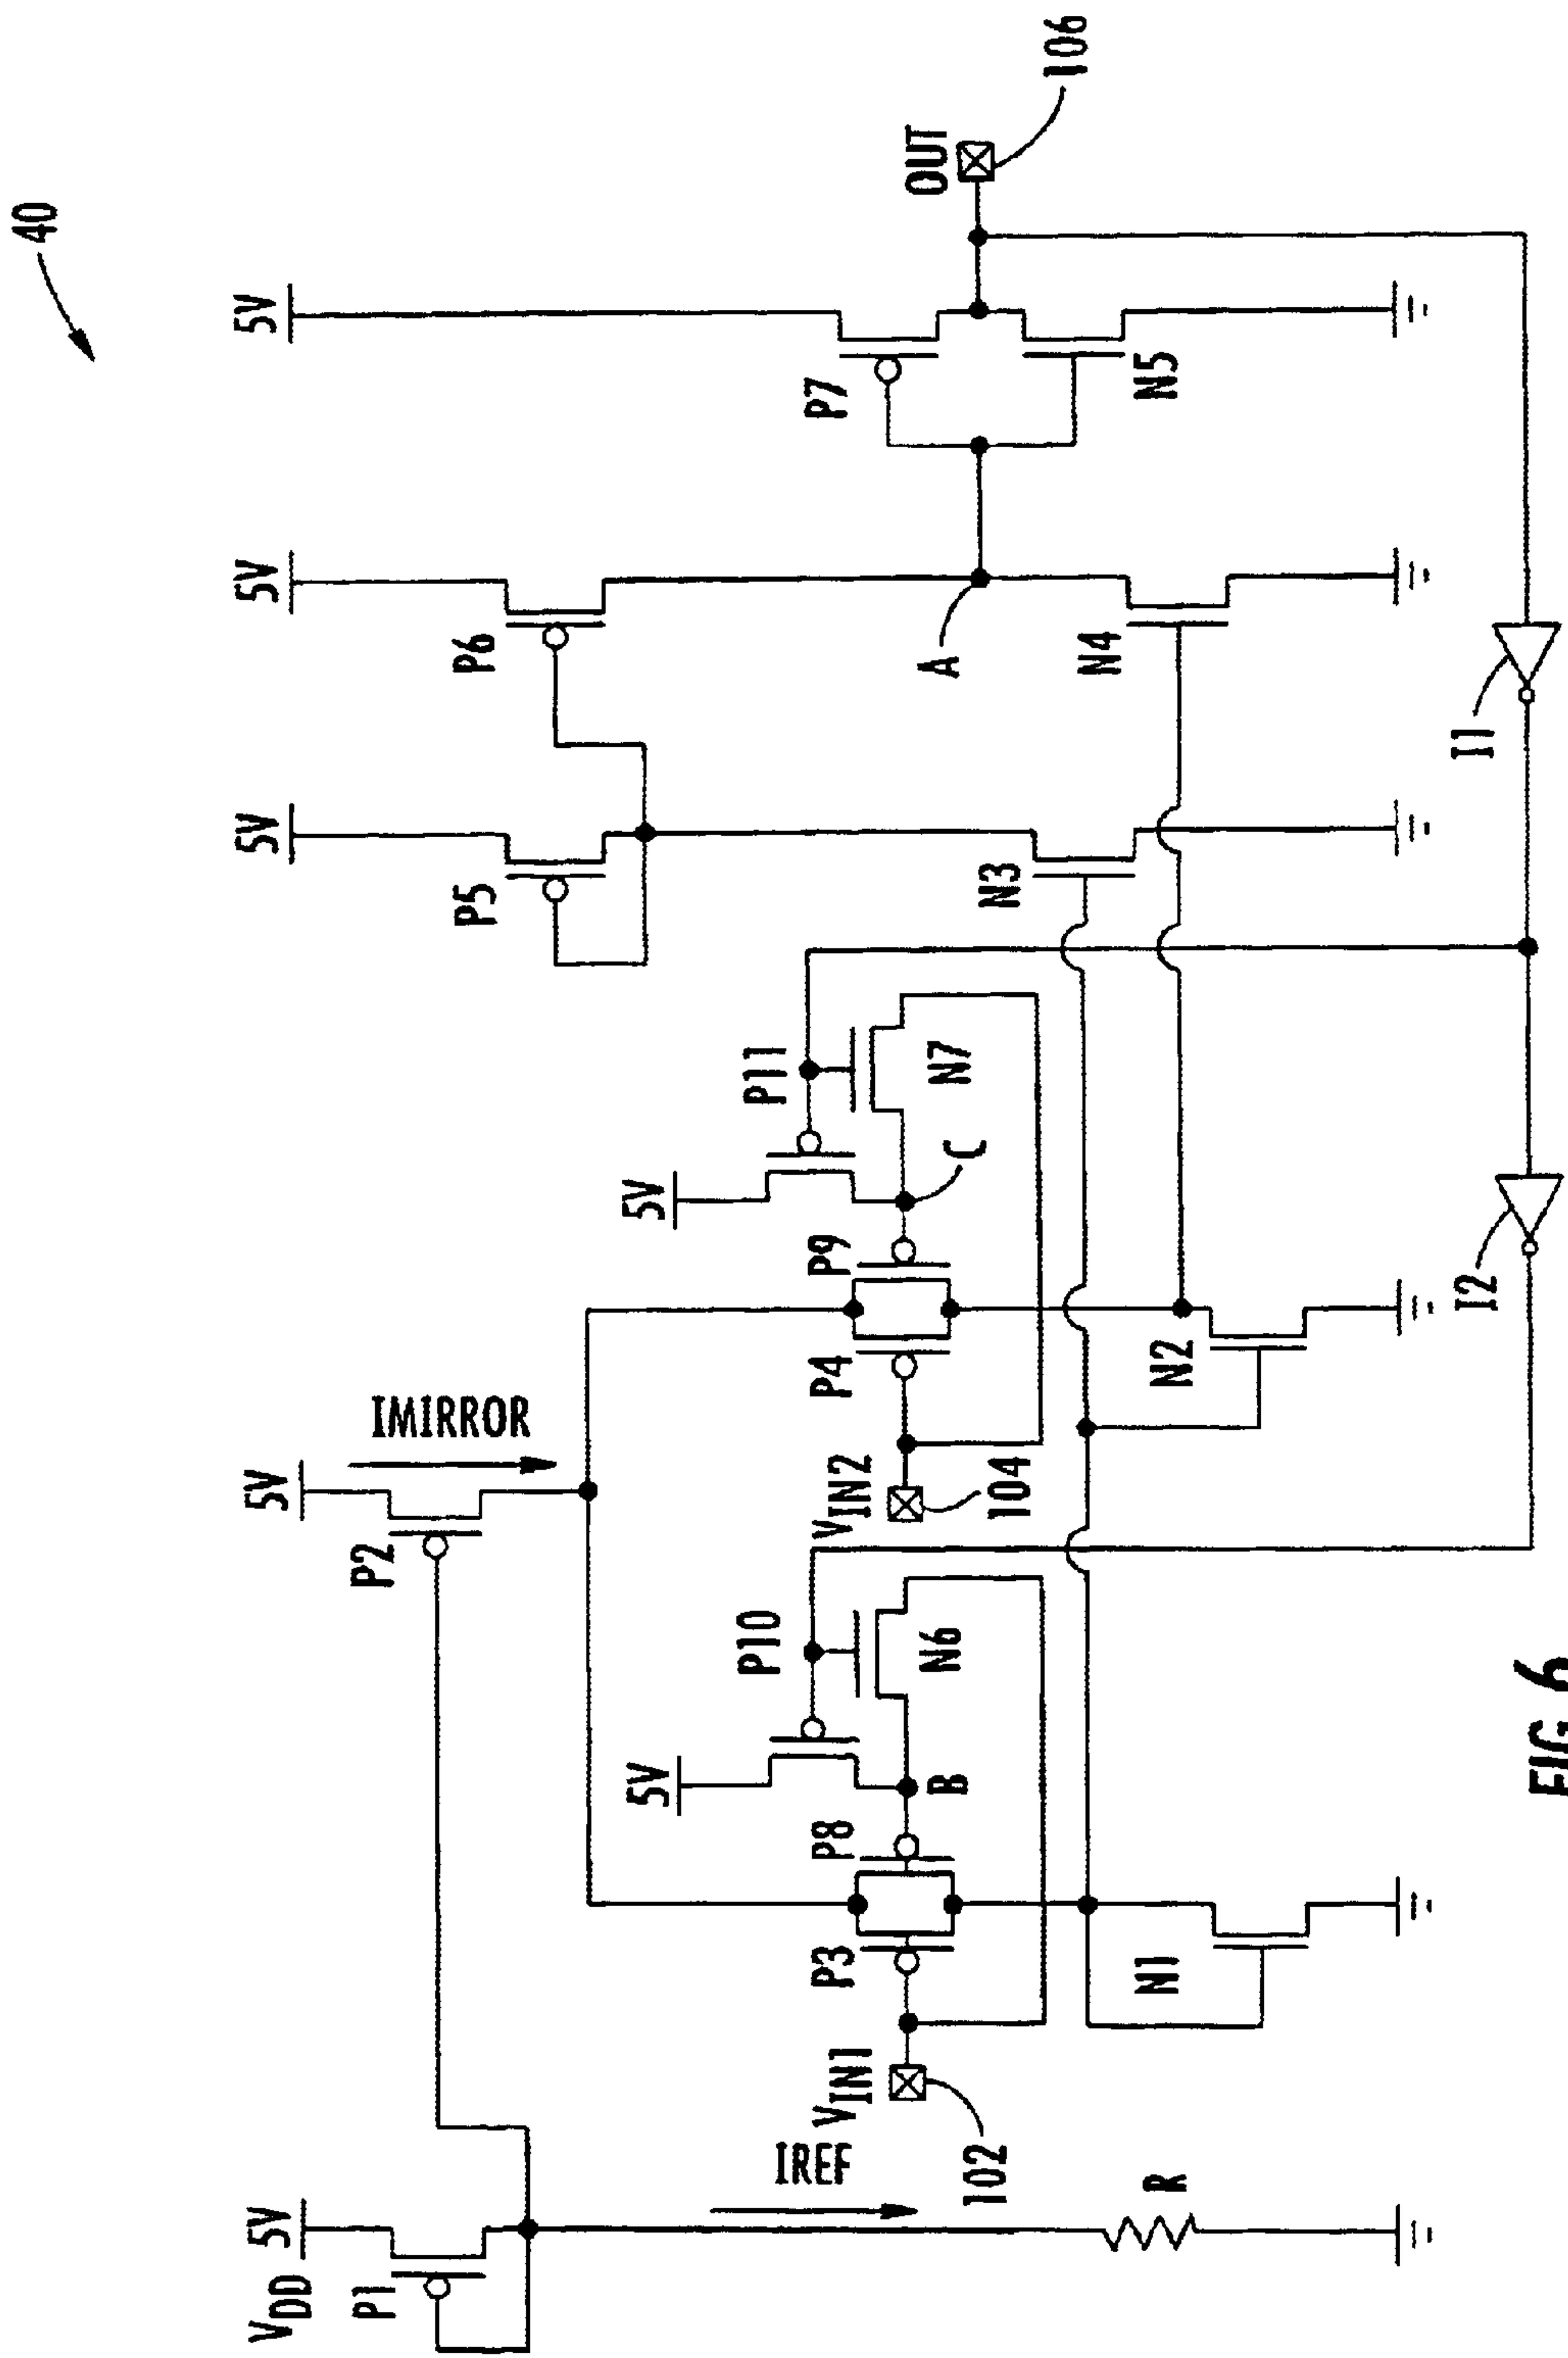 40
5V
5V
5V
5V
5V
VDD
P1
P2
IMIRROR
P5
P6
5V
5V
P10
P11
P3
P8
P4
P9
P7
OUT
106
VIN1
VIN2
102
104
B
N6
C
N7
A
IREF
R
N1
N2
N3
N4
N5
I2
I1
FIG. 6